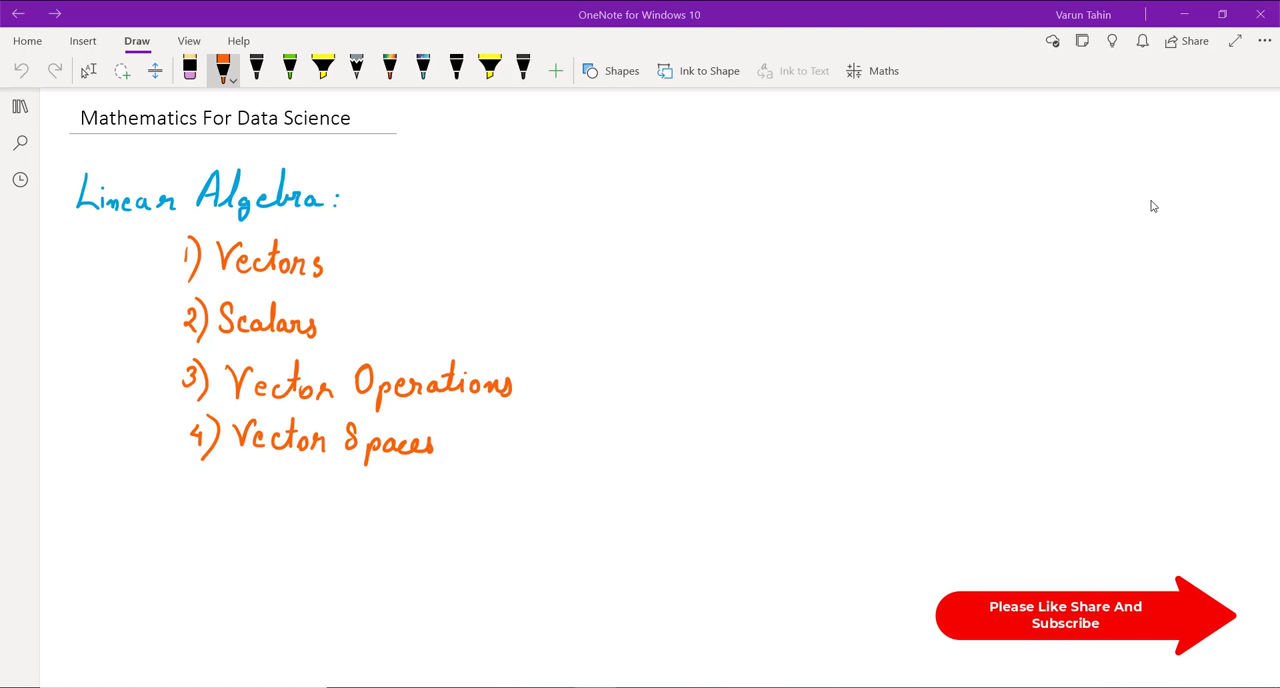 OneNote for Windows 10
Varun Tahin
Home Insert Draw View Help
Share
Shapes Ink to Shape Ink to Text Maths
Mathematics For Data Science
Linear Algebra:
1) Vectors
2) Scalars
3) Vector Operations
4) Vector Spaces
Please Like Share And
Subscribe